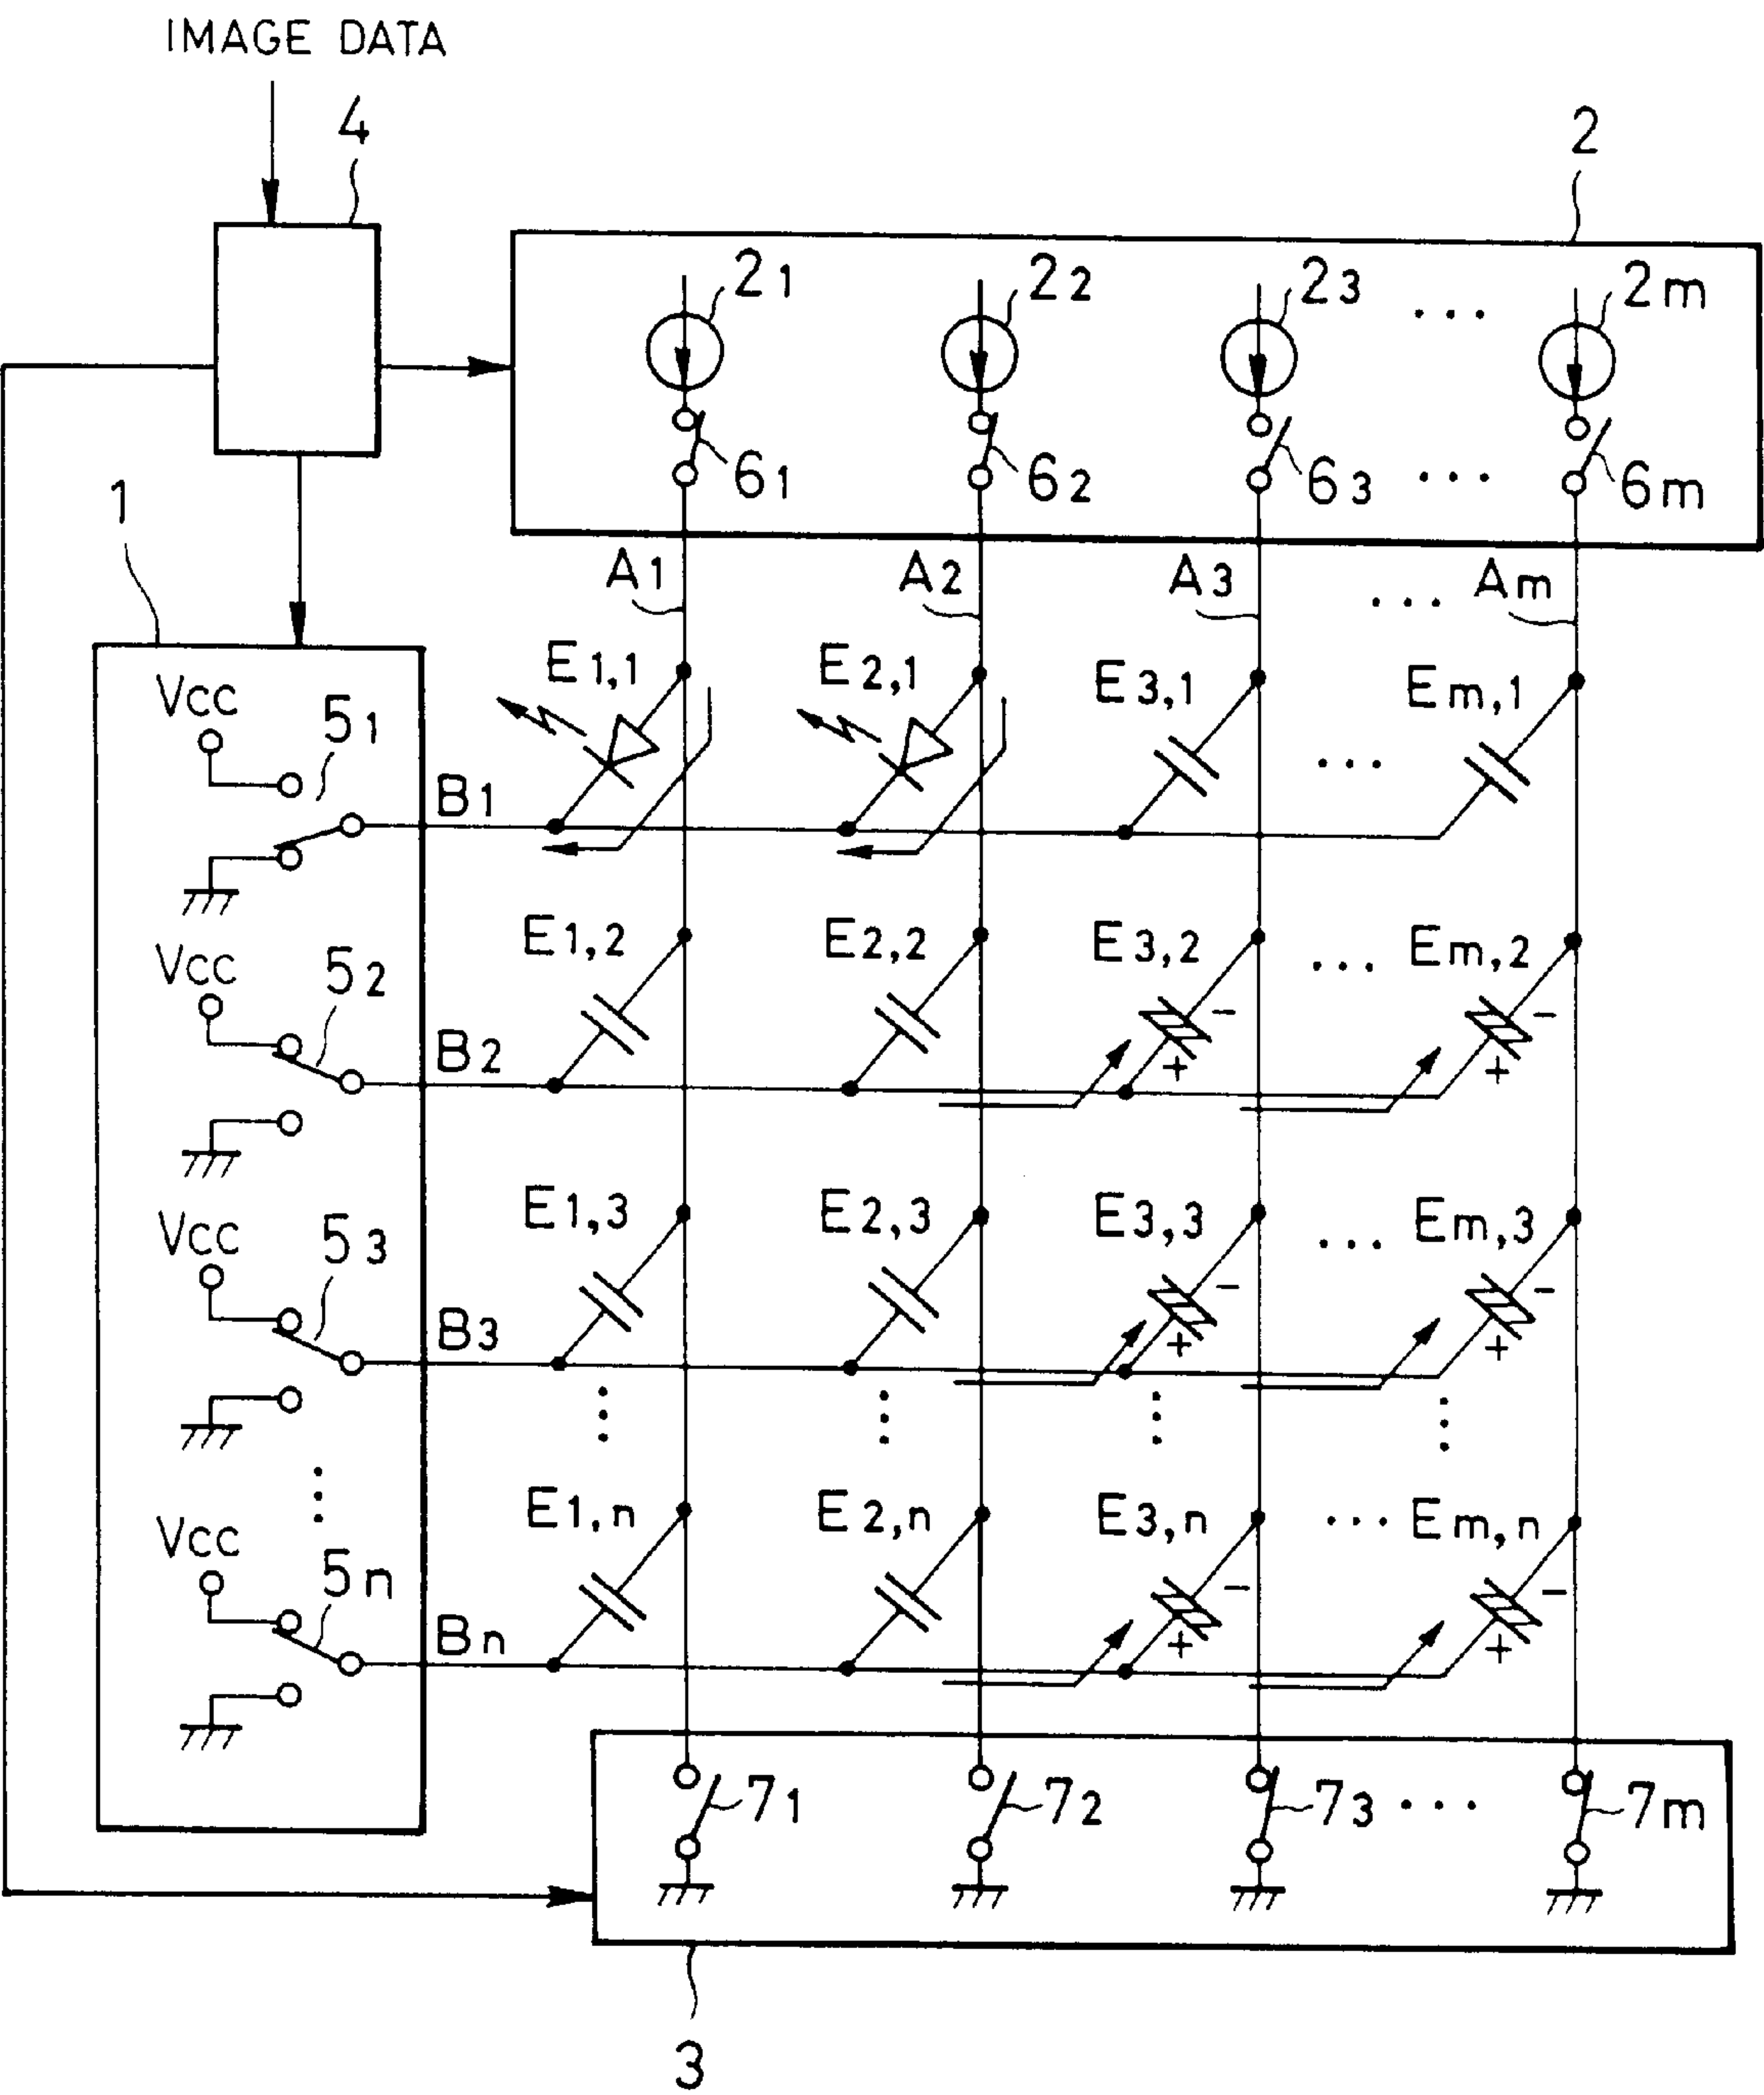 IMAGE DATA
4
2
2₁ 2₂ 2₃ ... 2m
6₁ 6₂ 6₃ ... 6m
1
A₁ A₂ A₃ ... Am
E1,1 E2,1 E3,1 ... Em,1
Vcc 5₁
B1
E1,2 E2,2 E3,2 ... Em,2
Vcc 5₂
B2
- -
+ +
E1,3 E2,3 E3,3 ... Em,3
Vcc 5₃
B3
- -
+ +
E1,n E2,n E3,n ... Em,n
Vcc 5n
Bn
- -
+ +
7₁ 7₂ 7₃ ... 7m
3